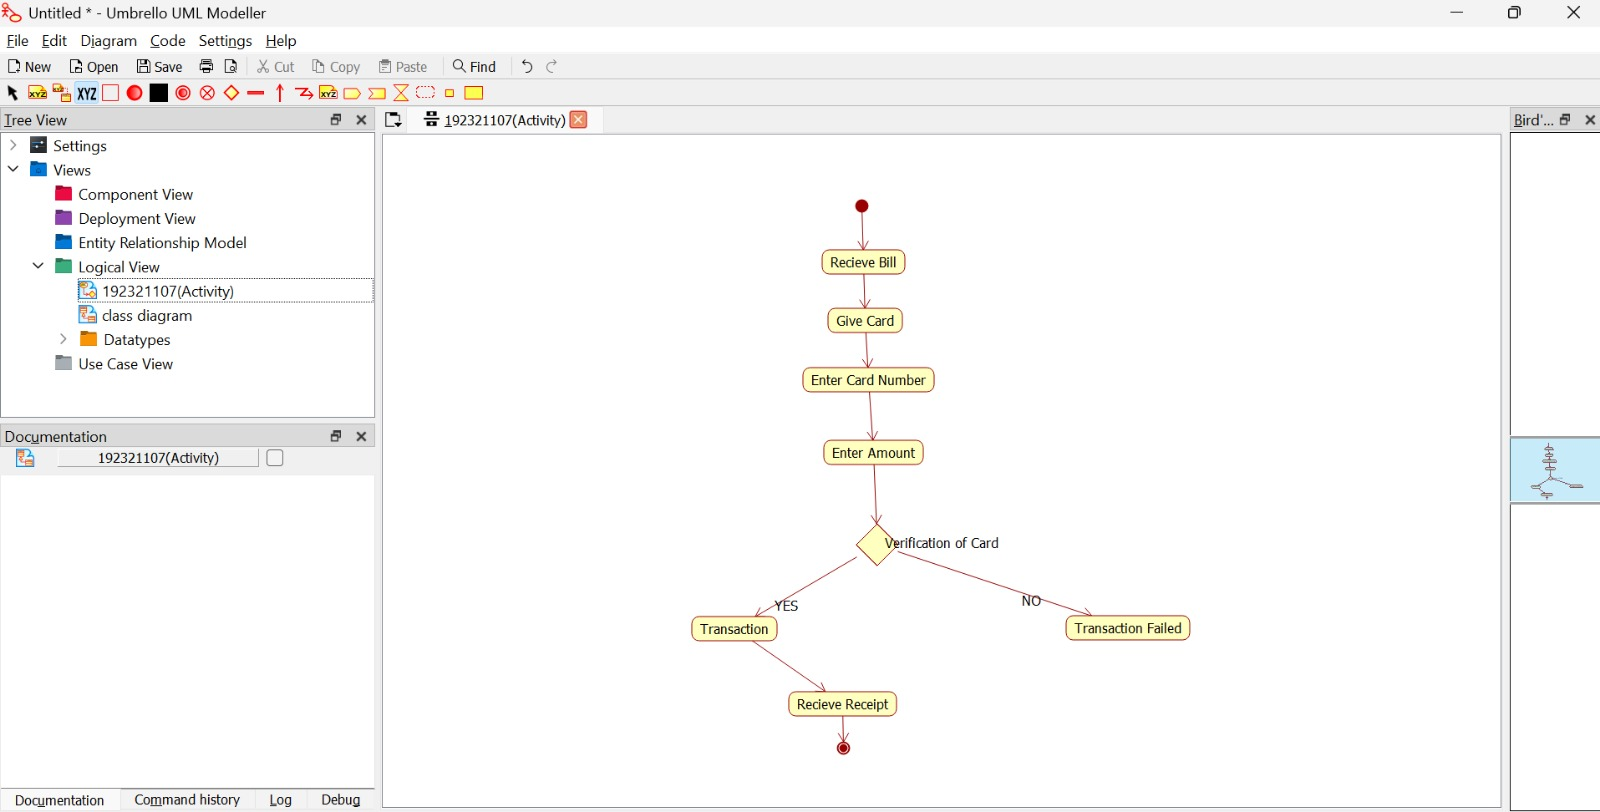 Untitled * - Umbrello UML Modeller
File Edit Diagram Code Settings Help
New Open Save Cut Copy Paste Find
XYZ XYZ XYZ
Tree View
Settings
Views
Component View
Deployment View
Entity Relationship Model
Logical View
192321107(Activity)
class diagram
Datatypes
Use Case View
Documentation
192321107(Activity)
Documentation Command history Log Debug
192321107(Activity)
Recieve Bill
Give Card
Enter Card Number
Enter Amount
Verification of Card
YES
NO
Transaction
Transaction Failed
Recieve Receipt
Bird'...